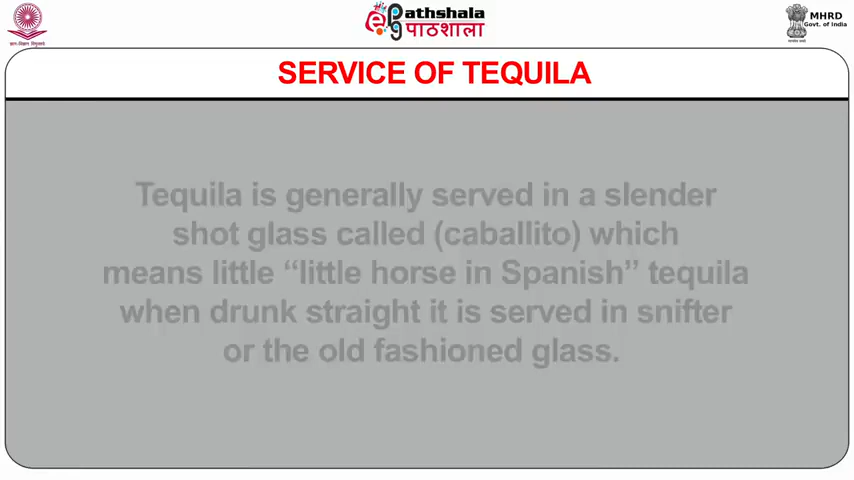 Pathshala
पाठशाला
MHRD
Govt. of India
SERVICE OF TEQUILA
Tequila is generally served in a slender
shot glass called (caballito) which
means little “little horse in Spanish” tequila
when drunk straight it is served in snifter
or the old fashioned glass.